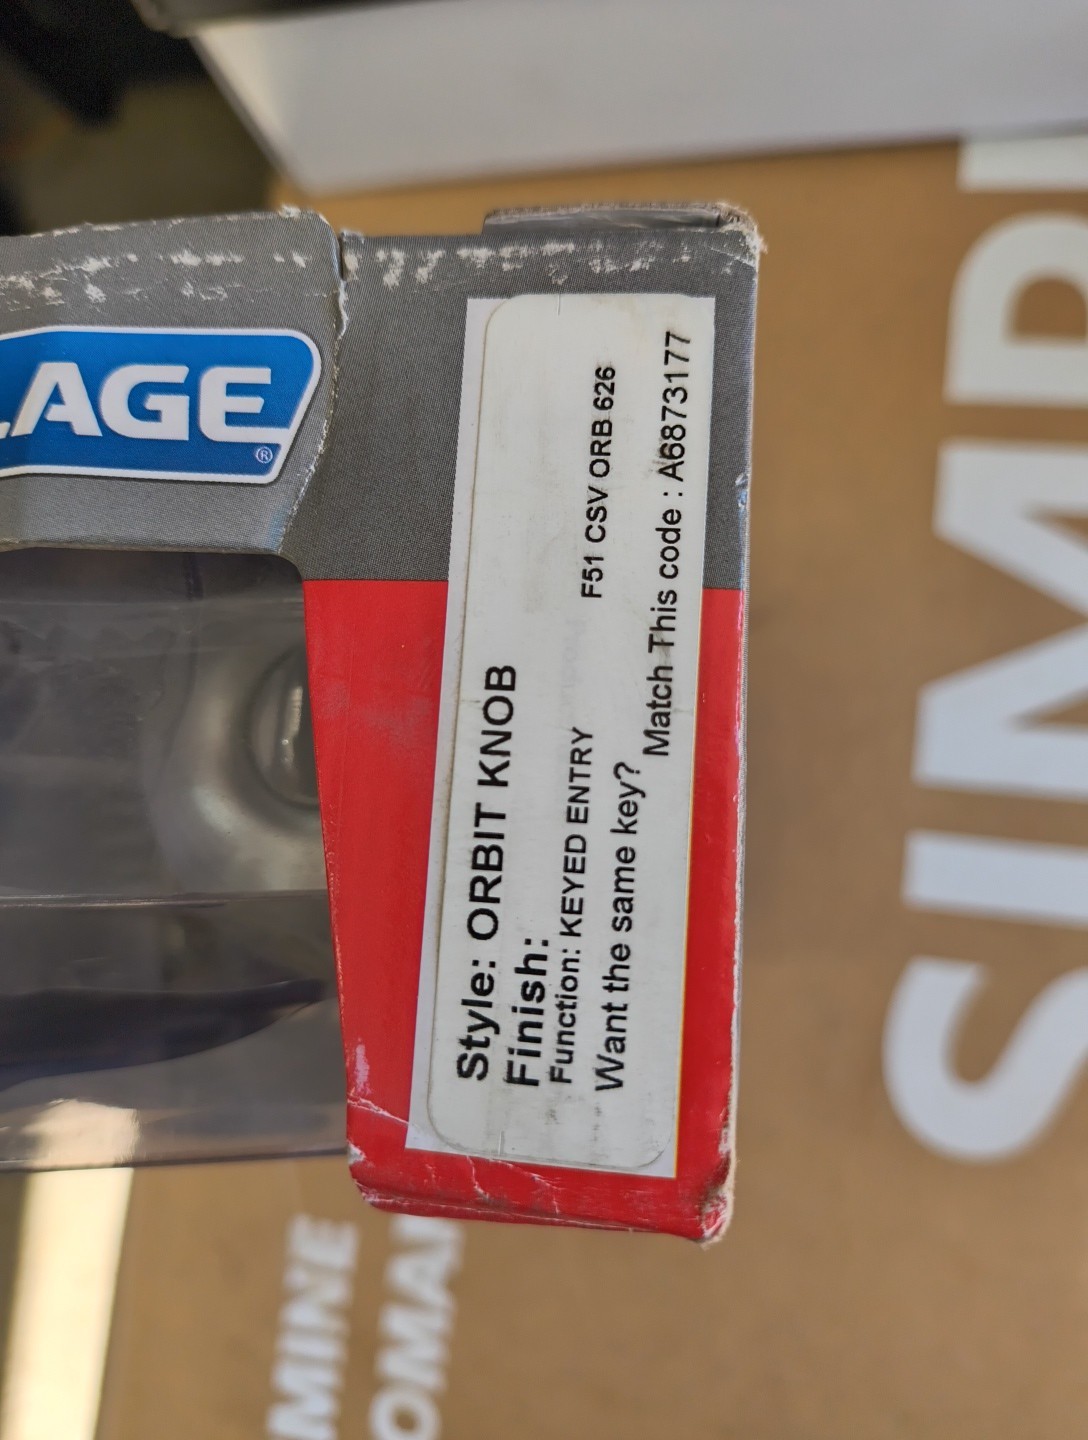 LAGE®
Style: ORBIT KNOB
Finish:
Function: KEYED ENTRY F51 CSV ORB 626
Want the same key?
Match This code : A6873177
MINE